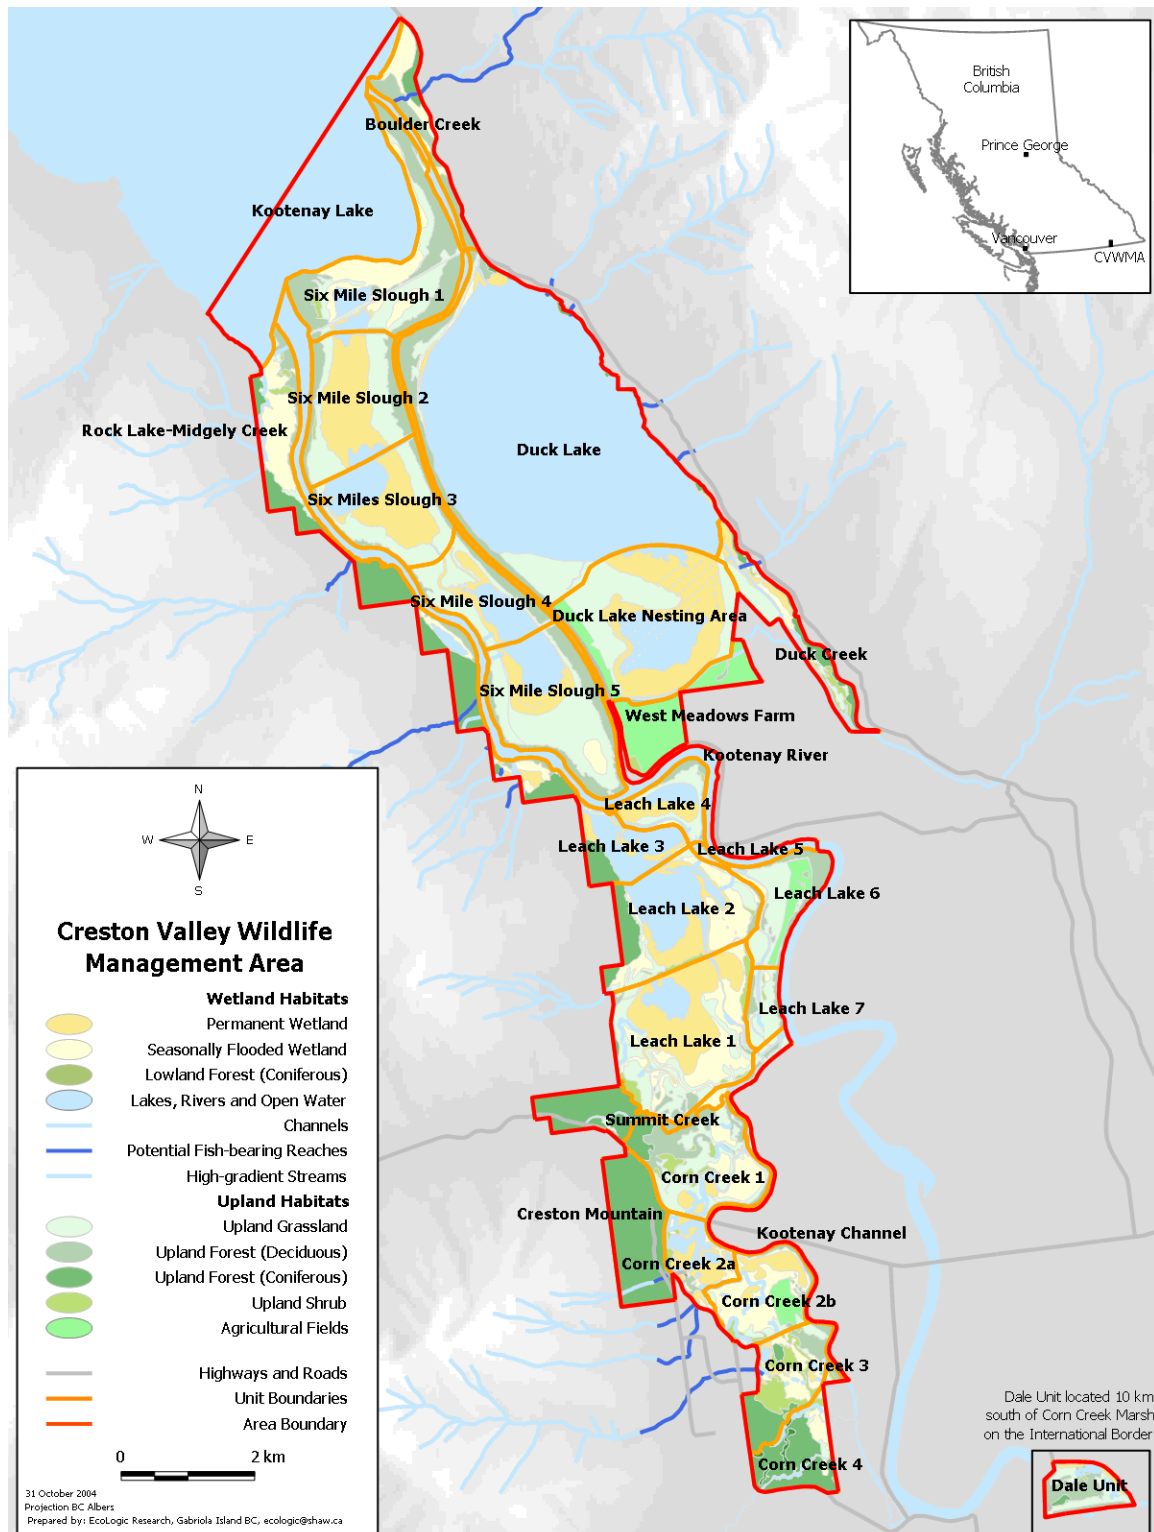 British
Columbia
Prince George
Vancouver
CVWMA
Boulder Creek
Kootenay Lake
Six Mile Slough 1
Six Mile Slough 2
Rock Lake-Midgely Creek
Duck Lake
Six Miles Slough 3
Six Mile Slough 4
Duck Lake Nesting Area
Duck Creek
Six Mile Slough 5
West Meadows Farm
Kootenay River
Leach Lake 4
Leach Lake 3
Leach Lake 5
Leach Lake 6
Leach Lake 2
Leach Lake 7
Leach Lake 1
Summit Creek
Corn Creek 1
Creston Mountain
Kootenay Channel
Corn Creek 2a
Corn Creek 2b
Corn Creek 3
Corn Creek 4
Dale Unit located 10 km
south of Corn Creek Marsh
on the International Border
Dale Unit
N
W
E
S
Creston Valley Wildlife
Management Area
Wetland Habitats
Permanent Wetland
Seasonally Flooded Wetland
Lowland Forest (Coniferous)
Lakes, Rivers and Open Water
Channels
Potential Fish-bearing Reaches
High-gradient Streams
Upland Habitats
Upland Grassland
Upland Forest (Deciduous)
Upland Forest (Coniferous)
Upland Shrub
Agricultural Fields
Highways and Roads
Unit Boundaries
Area Boundary
0 2 km
31 October 2004
Projection BC Albers
Prepared by: EcoLogic Research, Gabriola Island BC, ecologic@shaw.ca